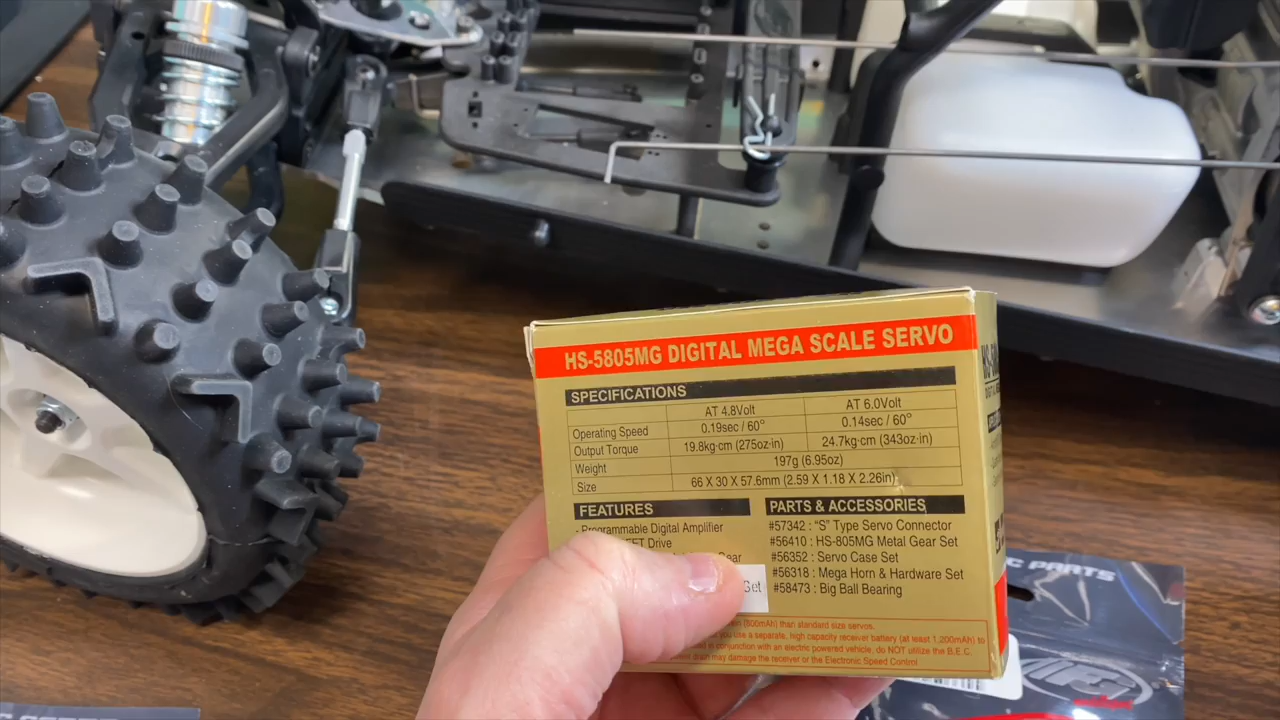 HS-5805MG DIGITAL MEGA SCALE SERVO
SPECIFICATIONS
AT 4.8Volt AT 6.0Volt
Operating Speed 0.19sec / 60° 0.14sec / 60°
Output Torque 19.8kg·cm (275oz·in) 24.7kg·cm (343oz·in)
Weight 197g (6.95oz)
Size 66 X 30 X 57.6mm (2.59 X 1.18 X 2.26in)
FEATURES
- Programmable Digital Amplifier
Drive
Gear
Set
PARTS & ACCESSORIES
#57342 : “S” Type Servo Connector
#56410 : HS-805MG Metal Gear Set
#56352 : Servo Case Set
#56318 : Mega Horn & Hardware Set
#58473 : Big Ball Bearing
(800mAh) than standard size servos.
you use a separate, high capacity receiver battery (at least 1,200mAh) to
in conjunction with an electric powered vehicle, do NOT utilize the B.E.C.
may damage the receiver or the Electronic Speed Control
PARTS